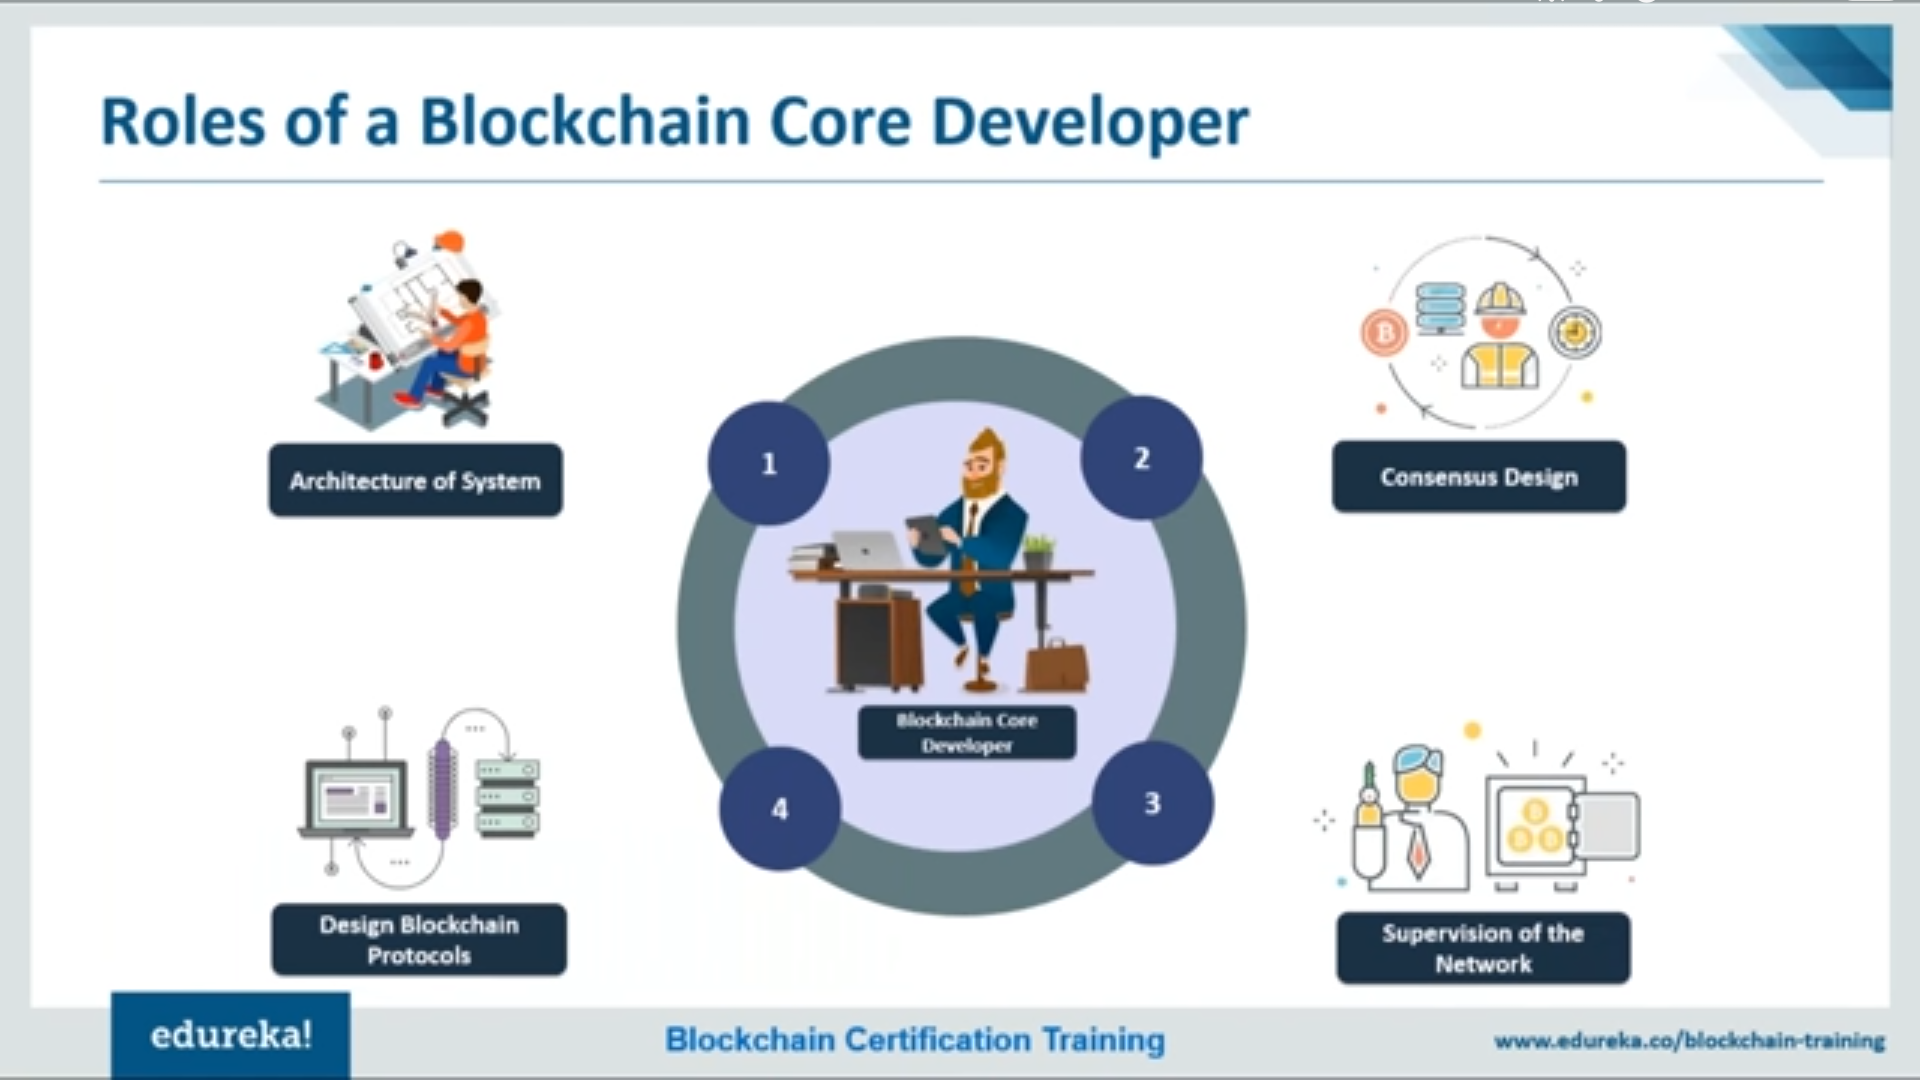 Roles of a Blockchain Core Developer
Architecture of System
1
2
Consensus Design
Blockchain Core
Developer
4
3
Design Blockchain
Protocols
Supervision of the
Network
edureka!
Blockchain Certification Training
www.edureka.co/blockchain-training